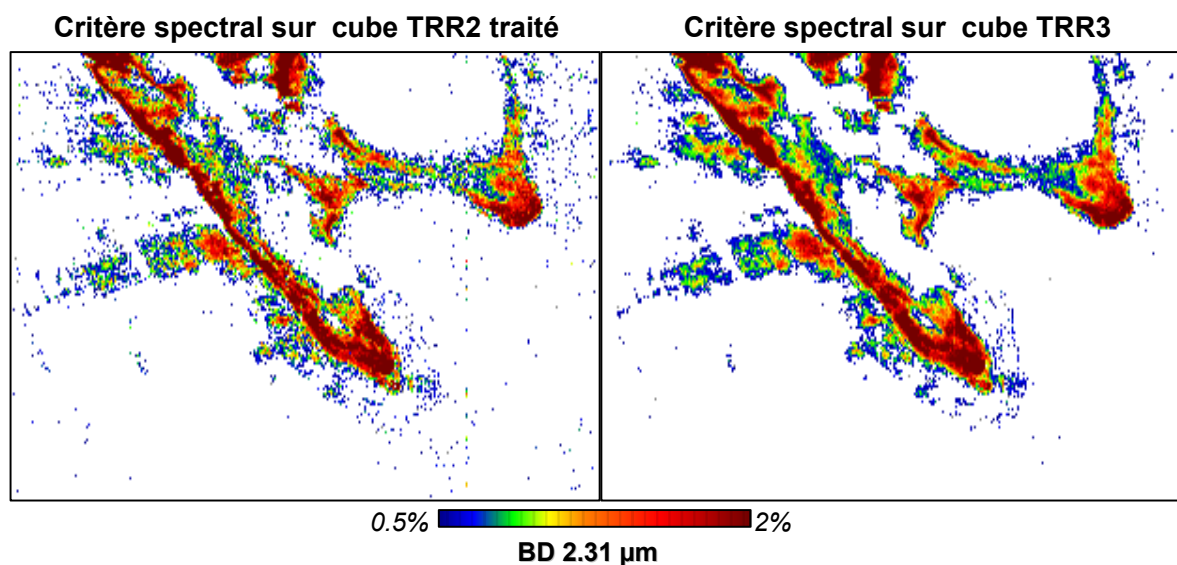 Critère spectral sur cube TRR2 traité
Critère spectral sur cube TRR3
0.5% 2%
BD 2.31 µm